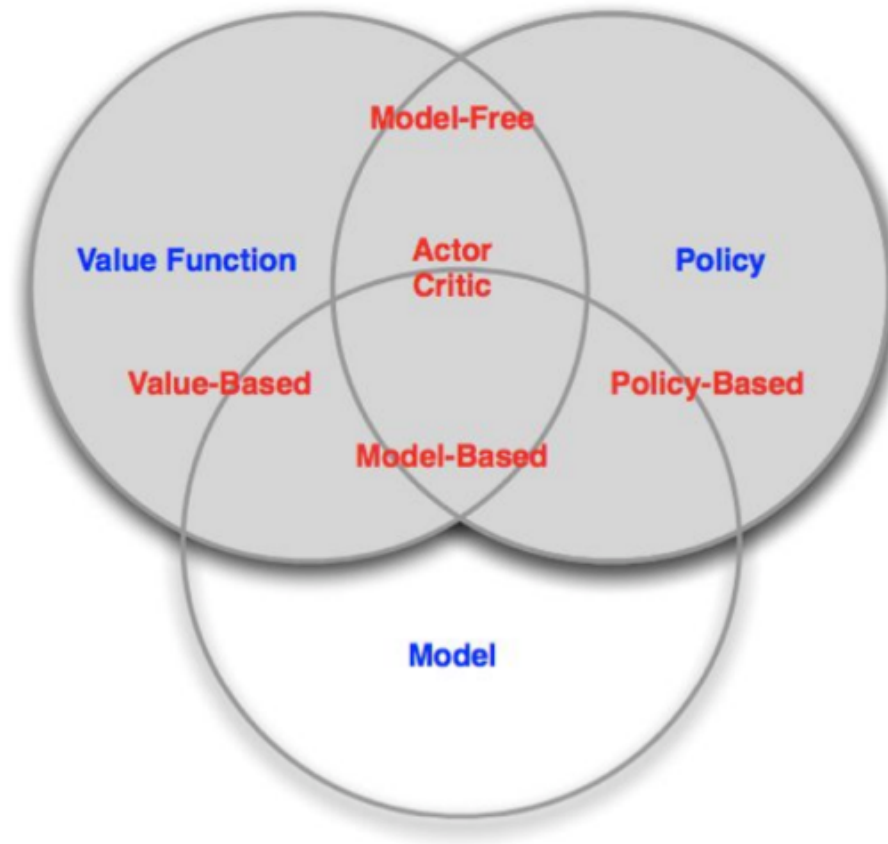 Model-Free
Actor
Critic
Value Function
Policy
Value-Based
Policy-Based
Model-Based
Model